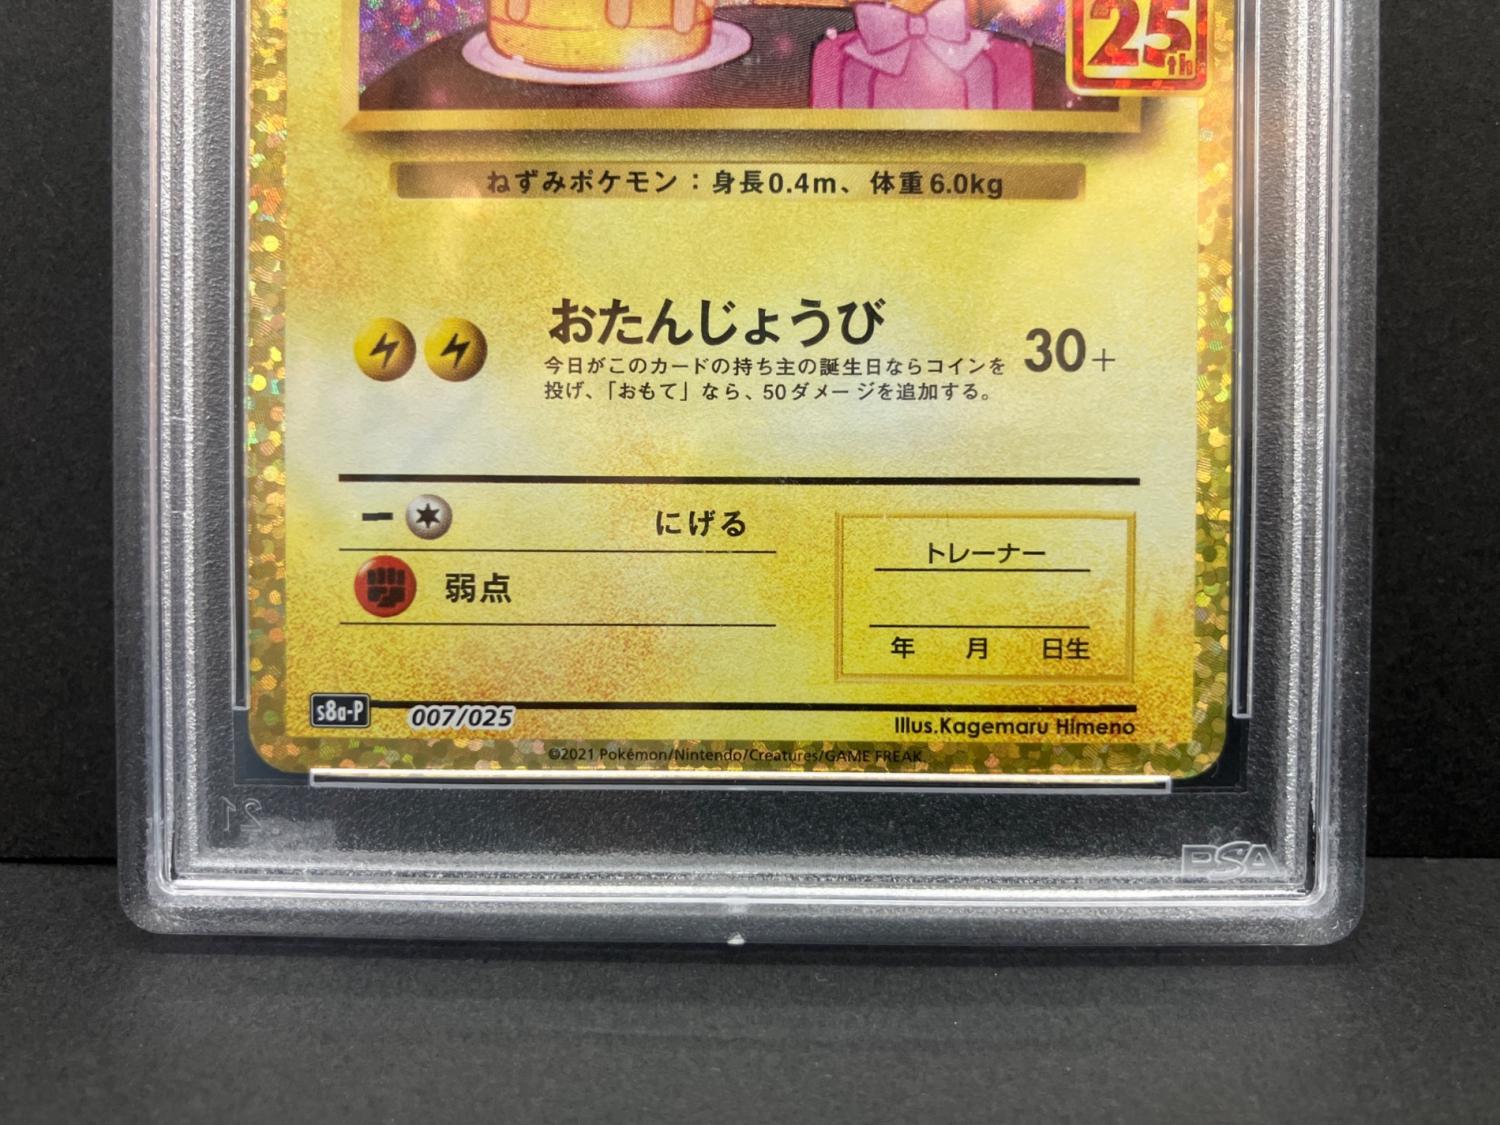 25th
ねずみポケモン：身長0.4m、体重6.0kg
おたんじょうび
今日がこのカードの持ち主の誕生日ならコインを
投げ、「おもて」なら、50ダメージを追加する。
30+
にげる
弱点
トレーナー
年 月 日生
s8a-P 007/025
Illus.Kagemaru Himeno
©2021 Pokémon/Nintendo/Creatures/GAME FREAK.
21
PSA